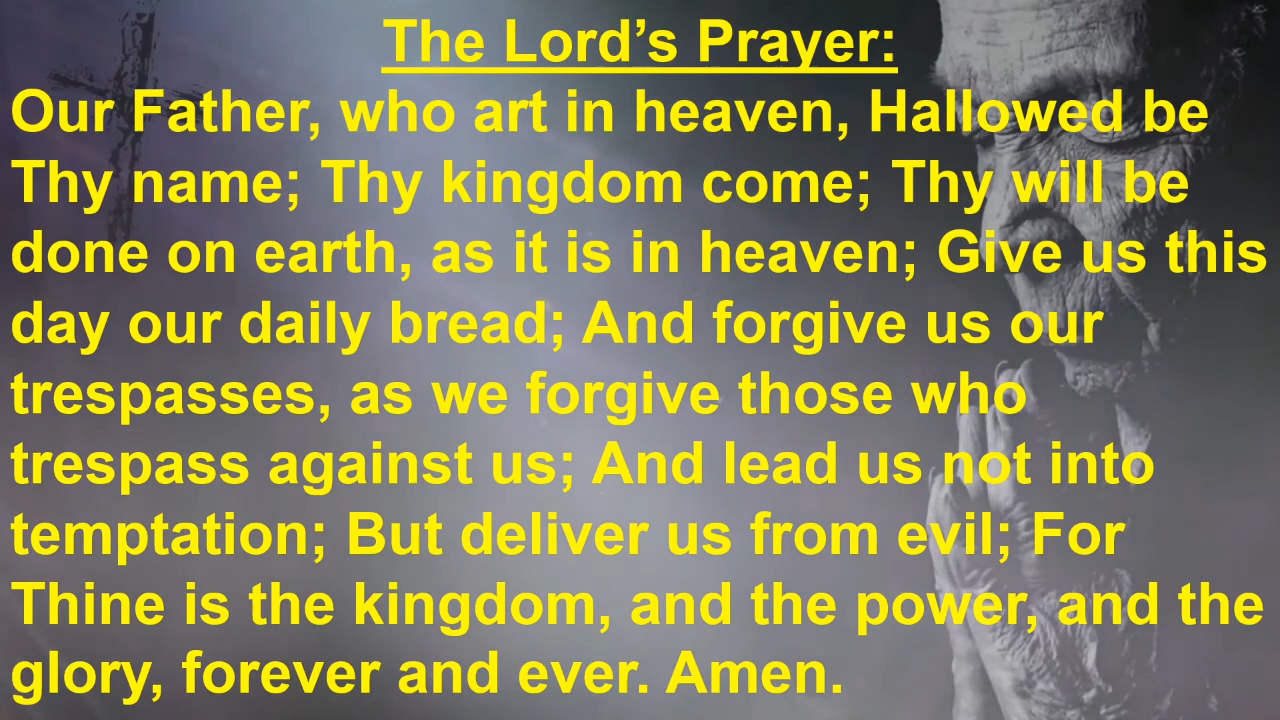 The Lord’s Prayer:
Our Father, who art in heaven, Hallowed be
Thy name; Thy kingdom come; Thy will be
done on earth, as it is in heaven; Give us this
day our daily bread; And forgive us our
trespasses, as we forgive those who
trespass against us; And lead us not into
temptation; But deliver us from evil; For
Thine is the kingdom, and the power, and the
glory, forever and ever. Amen.